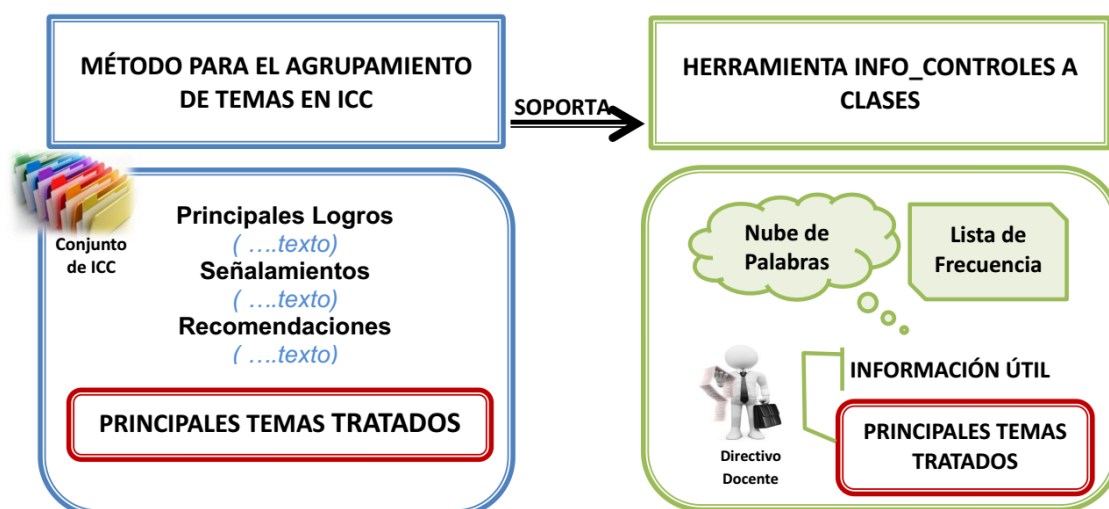 MÉTODO PARA EL AGRUPAMIENTO
DE TEMAS EN ICC
SOPORTA
HERRAMIENTA INFO_CONTROLES A
CLASES
Conjunto
de ICC
Principales Logros
( ….texto)
Señalamientos
( ….texto)
Recomendaciones
( ….texto)
PRINCIPALES TEMAS TRATADOS
Nube de
Palabras
Lista de
Frecuencia
INFORMACIÓN ÚTIL
Directivo
Docente
PRINCIPALES TEMAS
TRATADOS